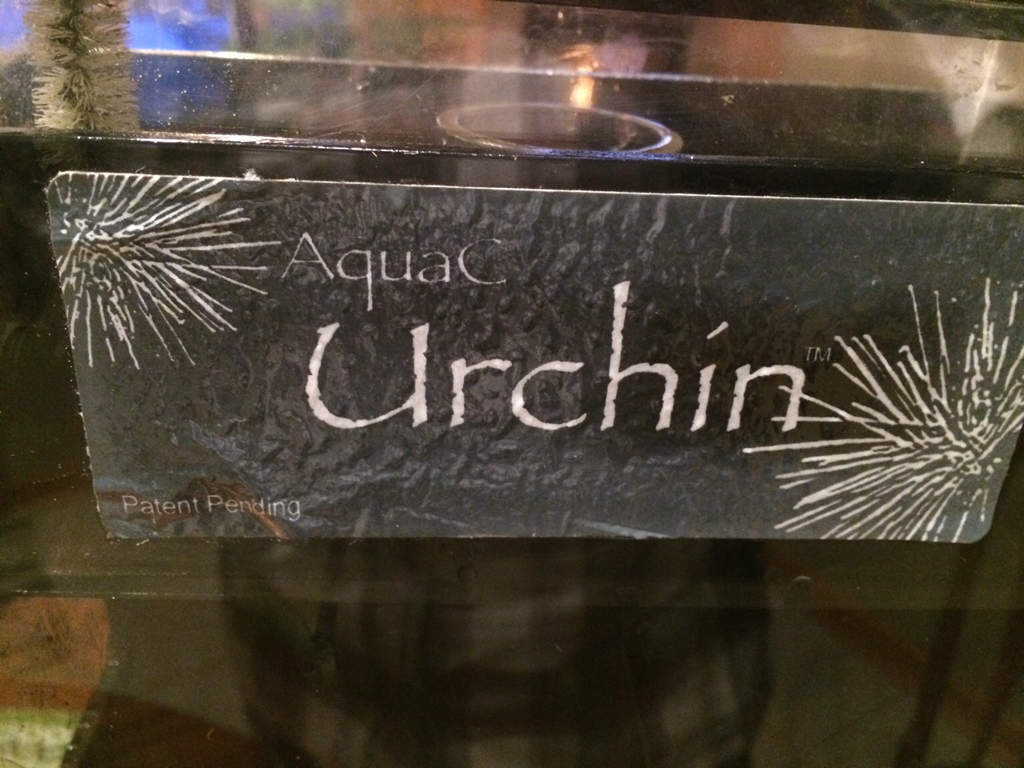 AquaC
Urchin™
Patent Pending